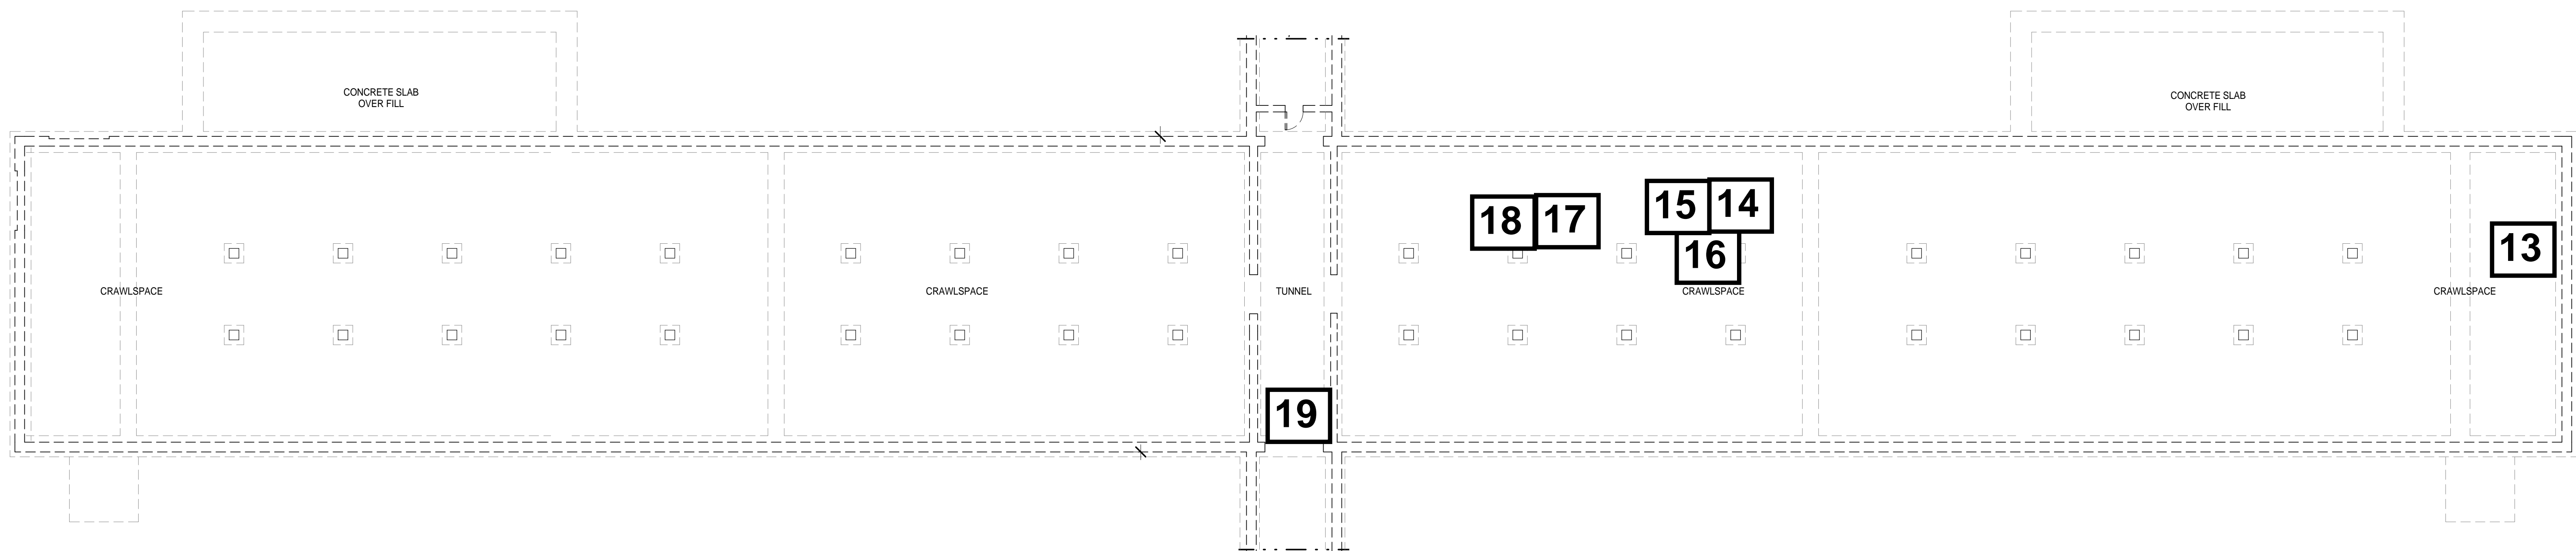 CONCRETE SLAB
OVER FILL
CONCRETE SLAB
OVER FILL
18
17
15
14
16
13
CRAWLSPACE
CRAWLSPACE
TUNNEL
CRAWLSPACE
CRAWLSPACE
19